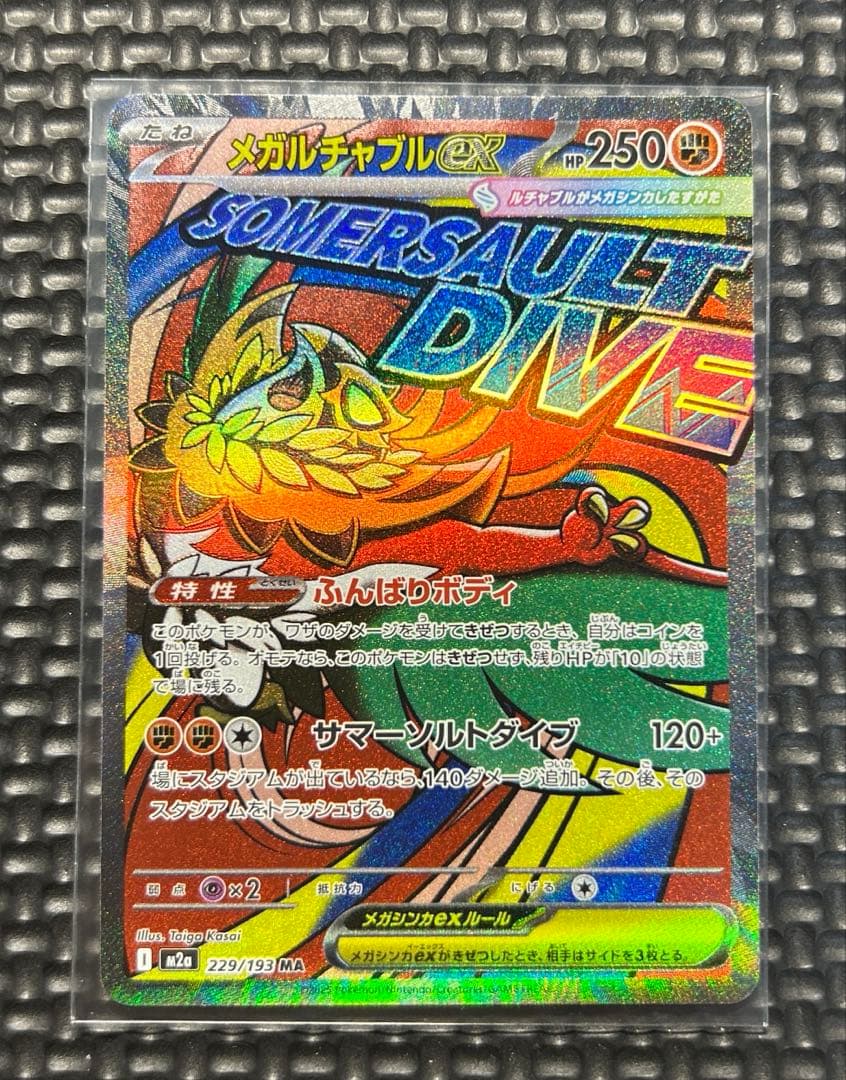 たね
メガルチャブルex
HP250
ルチャブルがメガシンカしたすがた
SOMERSAULT
DIVE
特性 とくせい ふんばりボディ
このポケモンが、ワザのダメージを受けてきぜつするとき、自分はコインを
1回投げる。オモテなら、このポケモンはきぜつせず、残りHPが「10」の状態
で場に残る。
サマーソルトダイブ 120+
場にスタジアムが出ているなら、140ダメージ追加。その後、その
スタジアムをトラッシュする。
弱点 ×2 抵抗力 にげる
メガシンカexルール
メガシンカexがきぜつしたとき、相手はサイドを3枚とる。
Illus. Taiga Kasai
I m2a 229/193 MA
©2025 Pokémon/Nintendo/Creatures/GAME FREAK